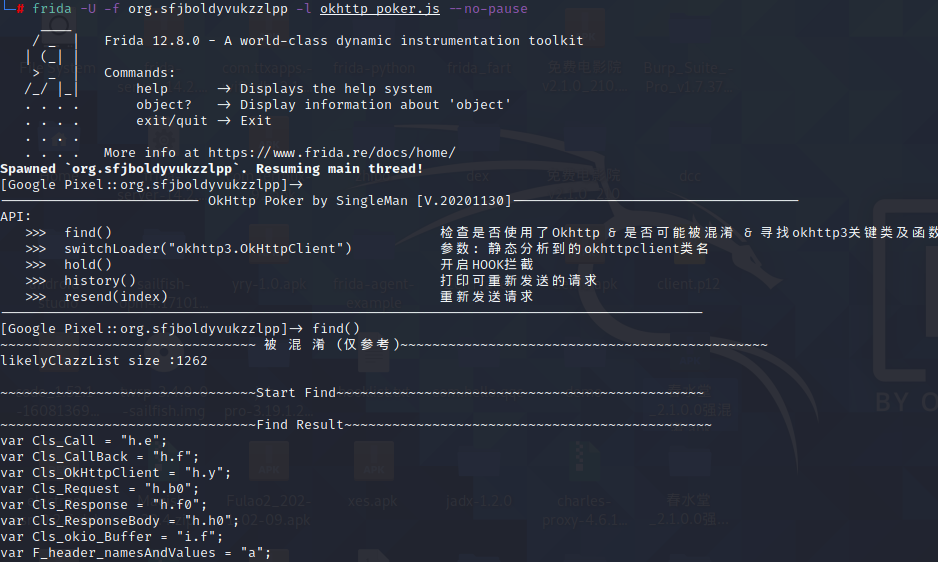 # frida -U -f org.sfjboldyvukzzlpp -l okhttp_poker.js --no-pause
Frida 12.8.0 - A world-class dynamic instrumentation toolkit
Commands:
help -> Displays the help system
object? -> Display information about 'object'
exit/quit -> Exit
More info at https://www.frida.re/docs/home/
Spawned `org.sfjboldyvukzzlpp`. Resuming main thread!
[Google Pixel::org.sfjboldyvukzzlpp]->
------------------------- OkHttp Poker by SingleMan [V.20201130]------------------------------------
API:
>>> find() 检查是否使用了Okhttp & 是否可能被混淆 & 寻找okhttp3关键类及函数
>>> switchLoader("okhttp3.OkHttpClient") 参数: 静态分析到的okhttpclient类名
>>> hold() 开启HOOK拦截
>>> history() 打印可重新发送的请求
>>> resend(index) 重新发送请求
----------------------------------------------------------------------------------------
[Google Pixel::org.sfjboldyvukzzlpp]-> find()
~~~~~~~~~~~~~~~~~~~~~~~~~~~~~~~~ 被 混 淆 (仅参考)~~~~~~~~~~~~~~~~~~~~~~~~~~~~~~~~~~~~~~~~~~~~~~
likelyClazzList size :1262
~~~~~~~~~~~~~~~~~~~~~~~~~~~~~~~~Start Find~~~~~~~~~~~~~~~~~~~~~~~~~~~~~~~~~~~~~~~~~~~~~~
~~~~~~~~~~~~~~~~~~~~~~~~~~~~~~~~Find Result~~~~~~~~~~~~~~~~~~~~~~~~~~~~~~~~~~~~~~~~~~~~~~
var Cls_Call = "h.e";
var Cls_CallBack = "h.f";
var Cls_OkHttpClient = "h.y";
var Cls_Request = "h.b0";
var Cls_Response = "h.f0";
var Cls_ResponseBody = "h.h0";
var Cls_okio_Buffer = "i.f";
var F_header_namesAndValues = "a";